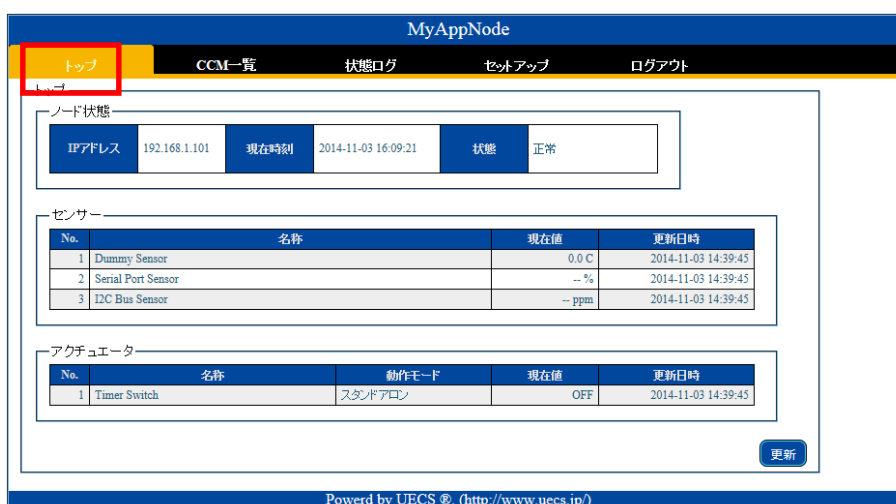 MyAppNode
トップ CCM一覧 状態ログ セットアップ ログアウト
トップ
ノード状態
IPアドレス 192.168.1.101 現在時刻 2014-11-03 16:09:21 状態 正常
センサー
No. 名称 現在値 更新日時
1 Dummy Sensor 0.0 C 2014-11-03 14:39:45
2 Serial Port Sensor -- % 2014-11-03 14:39:45
3 I2C Bus Sensor -- ppm 2014-11-03 14:39:45
アクチュエータ
No. 名称 動作モード 現在値 更新日時
1 Timer Switch スタンドアロン OFF 2014-11-03 14:39:45
更新
Powerd by UECS ®. (http://www.uecs.jp/)